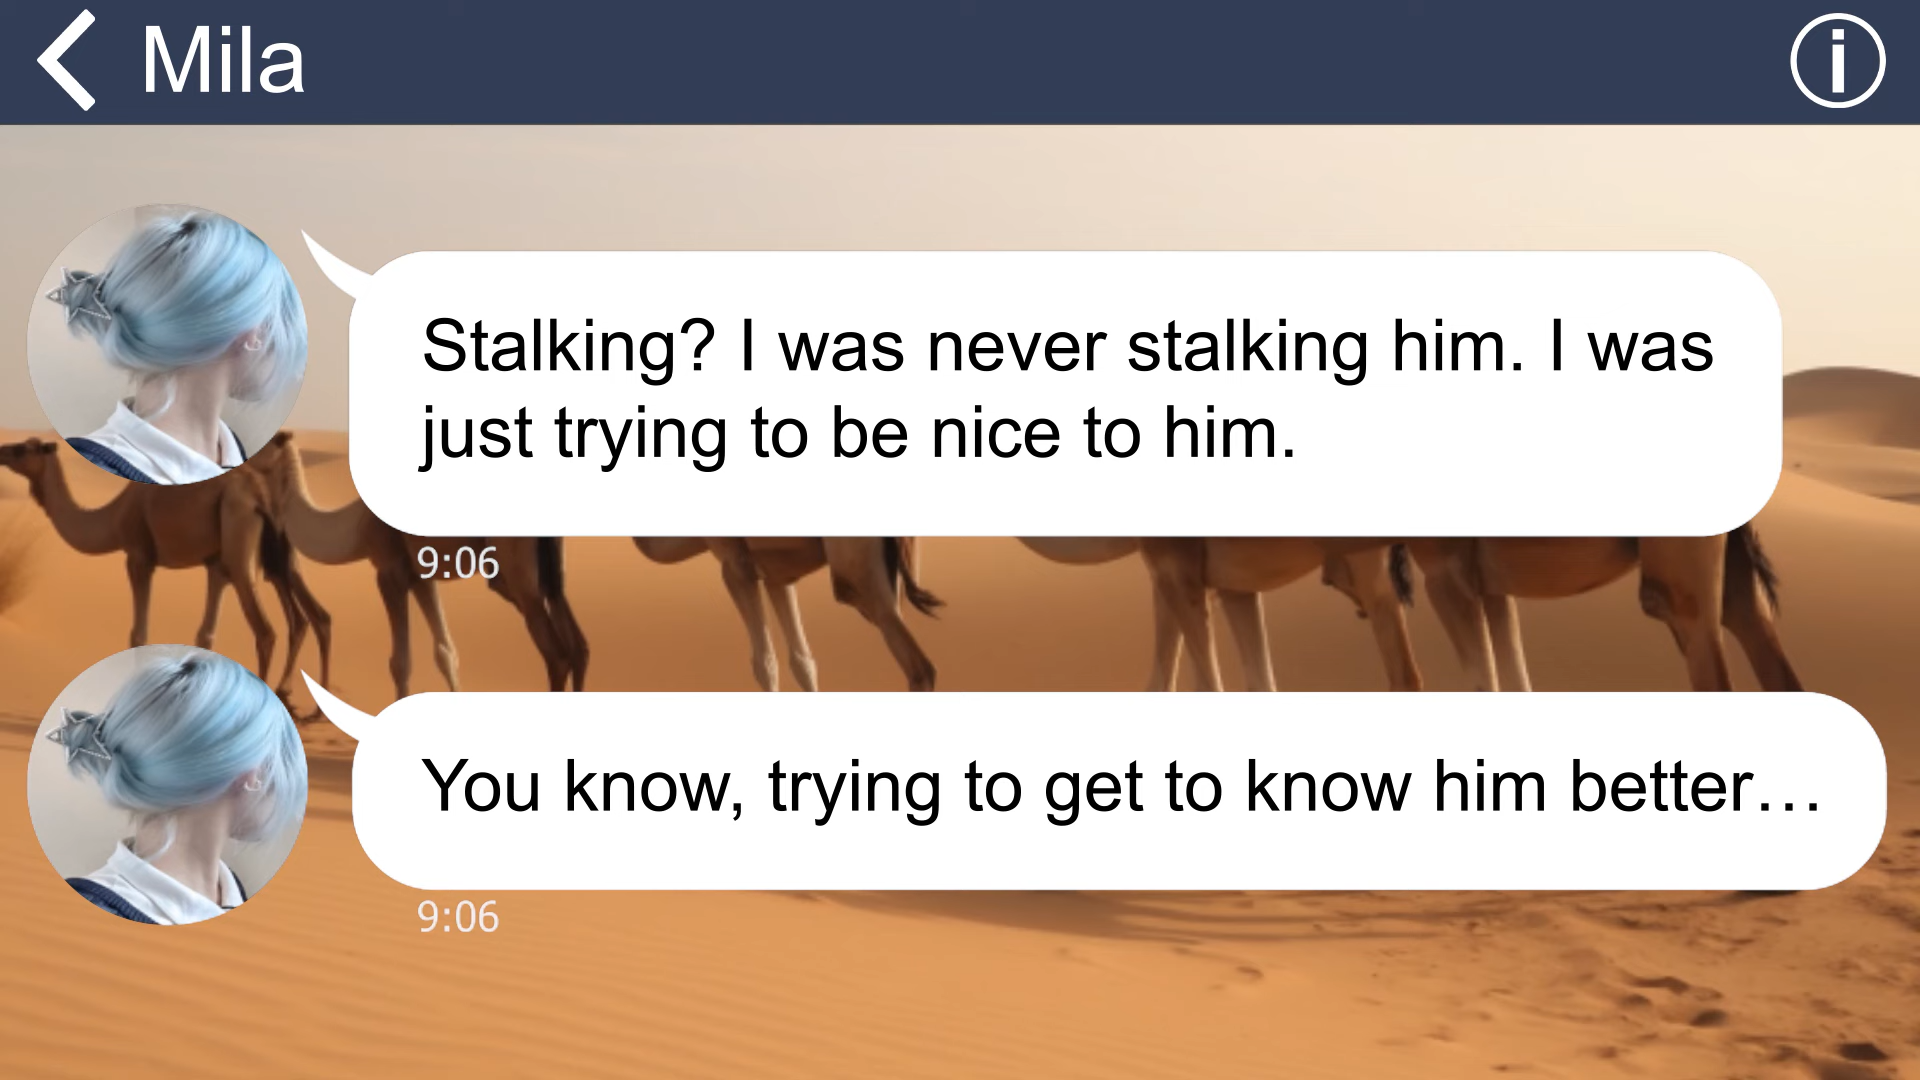 Mila
Stalking? I was never stalking him. I was
just trying to be nice to him.
9:06
You know, trying to get to know him better…
9:06